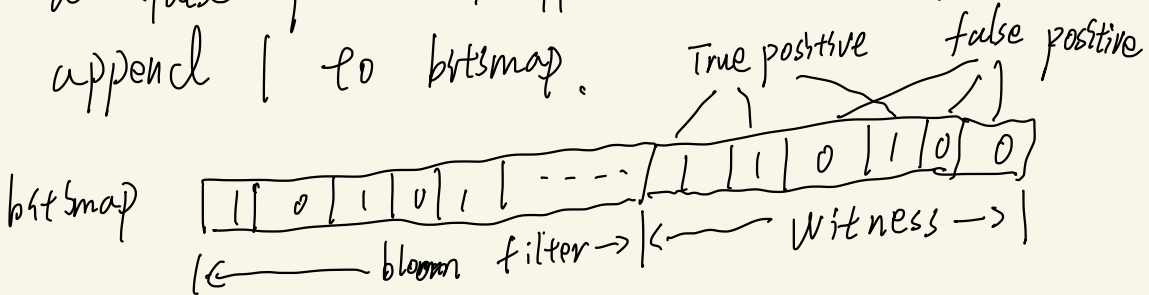 append 1 to bitsmap.
True positive false positive
bitsmap 1 0 1 0 1 ---- 1 1 0 1 0 0
bloom filter witness